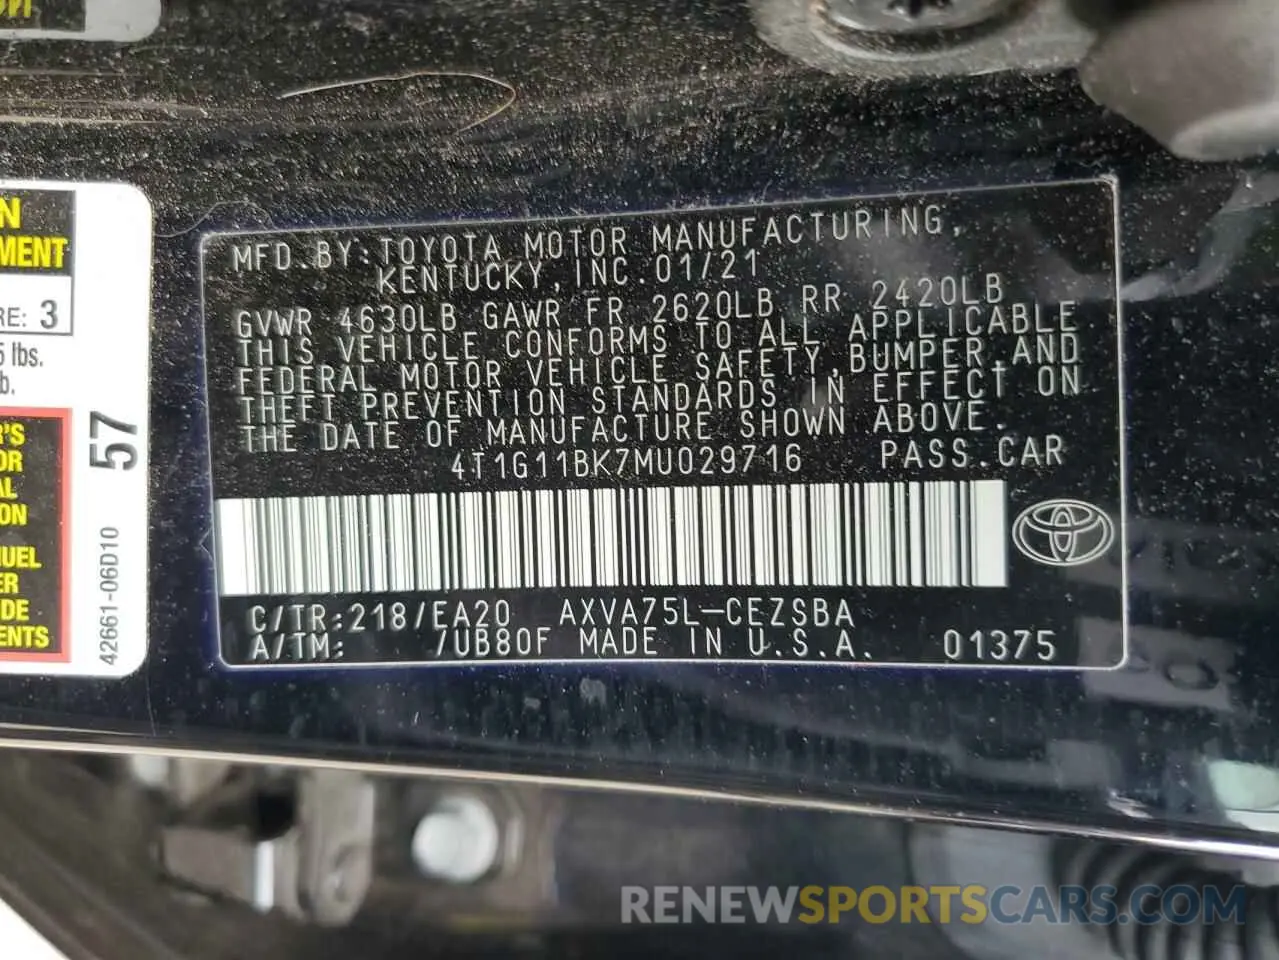 N
MENT
RE: 3
5 lbs.
b.
R'S
OR
AL
ON
UEL
ER
DE
ENTS
57
42661-06D10
MFD.BY:TOYOTA MOTOR MANUFACTURING,
KENTUCKY,INC.01/21
GVWR 4630LB GAWR FR 2620LB RR 2420LB
THIS VEHICLE CONFORMS TO ALL APPLICABLE
FEDERAL MOTOR VEHICLE SAFETY,BUMPER,AND
THEFT PREVENTION STANDARDS IN EFFECT ON
THE DATE OF MANUFACTURE SHOWN ABOVE.
4T1G11BK7MU029716 PASS.CAR
C/TR:218/EA20 AXVA75L-CEZSBA
A/TM: /UB80F MADE IN U.S.A. 01375
RENEWSPORTSCARS.COM